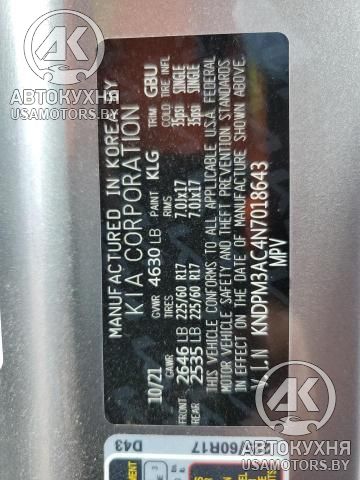 MANUFACTURED IN KOREA BY
KIA CORPORATION
10/21 GVWR 4630 LB PAINT KLG TRIM GBU
GAWR TIRES RIMS COLD TIRE INFL
FRONT 2646 LB 225/60 R17 7.0Jx17 35psi SINGLE
REAR 2535 LB 225/60 R17 7.0Jx17 35psi SINGLE
THIS VEHICLE CONFORMS TO ALL APPLICABLE U.S.A. FEDERAL
MOTOR VEHICLE SAFETY AND THEFT PREVENTION STANDARDS
IN EFFECT ON THE DATE OF MANUFACTURE SHOWN ABOVE.
V.I.N KNDPM3AC4N7018643
MPV
D43
/60R17
АВТОКУХНЯ
USAMOTORS.BY
АВТОКУХНЯ
USAMOTORS.BY